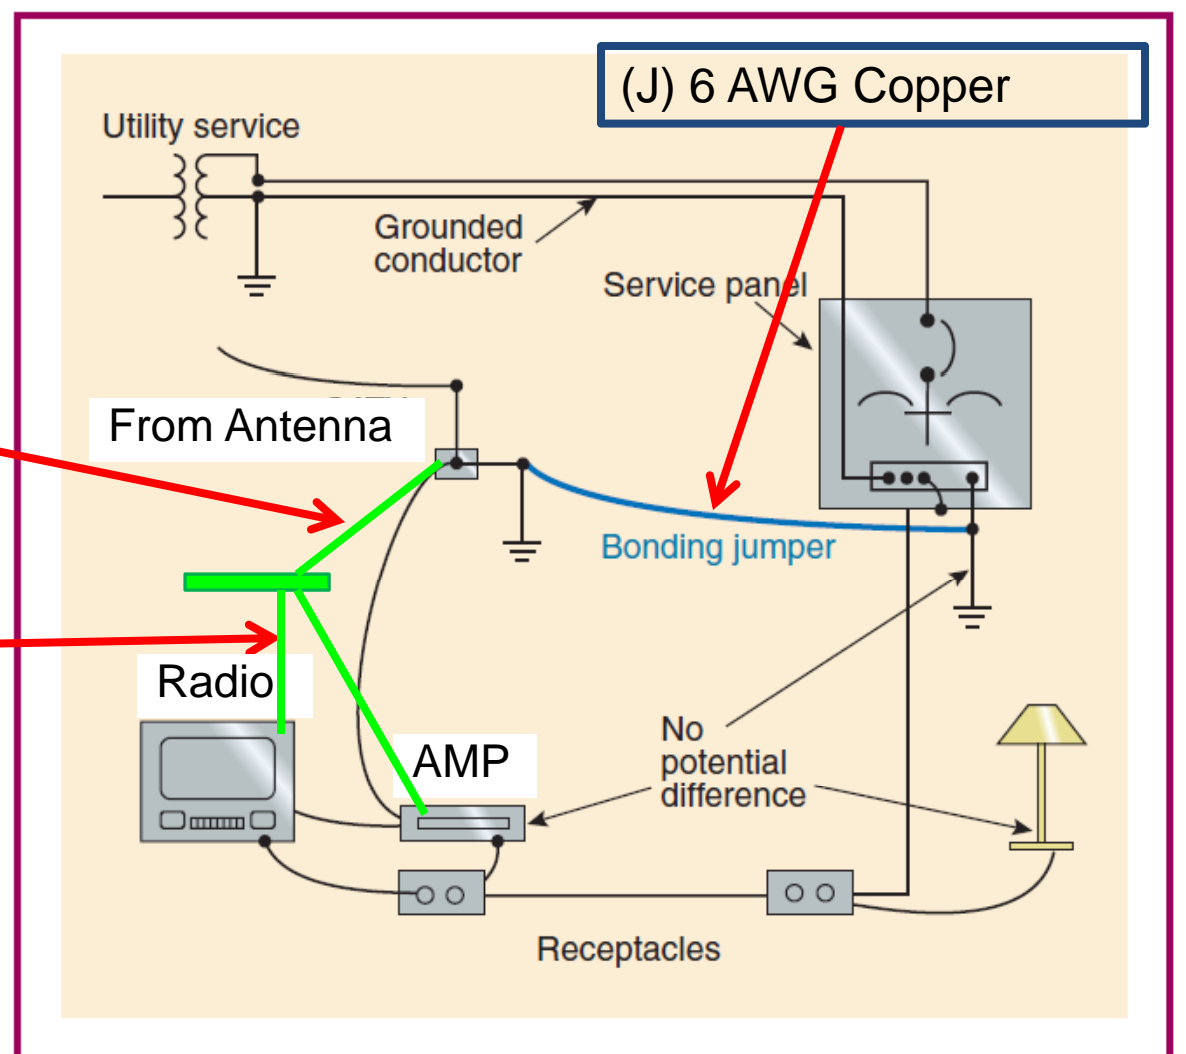 (J) 6 AWG Copper
Utility service
Grounded
conductor
Service panel
From Antenna
Bonding jumper
Radio
AMP
No
potential
difference
Receptacles